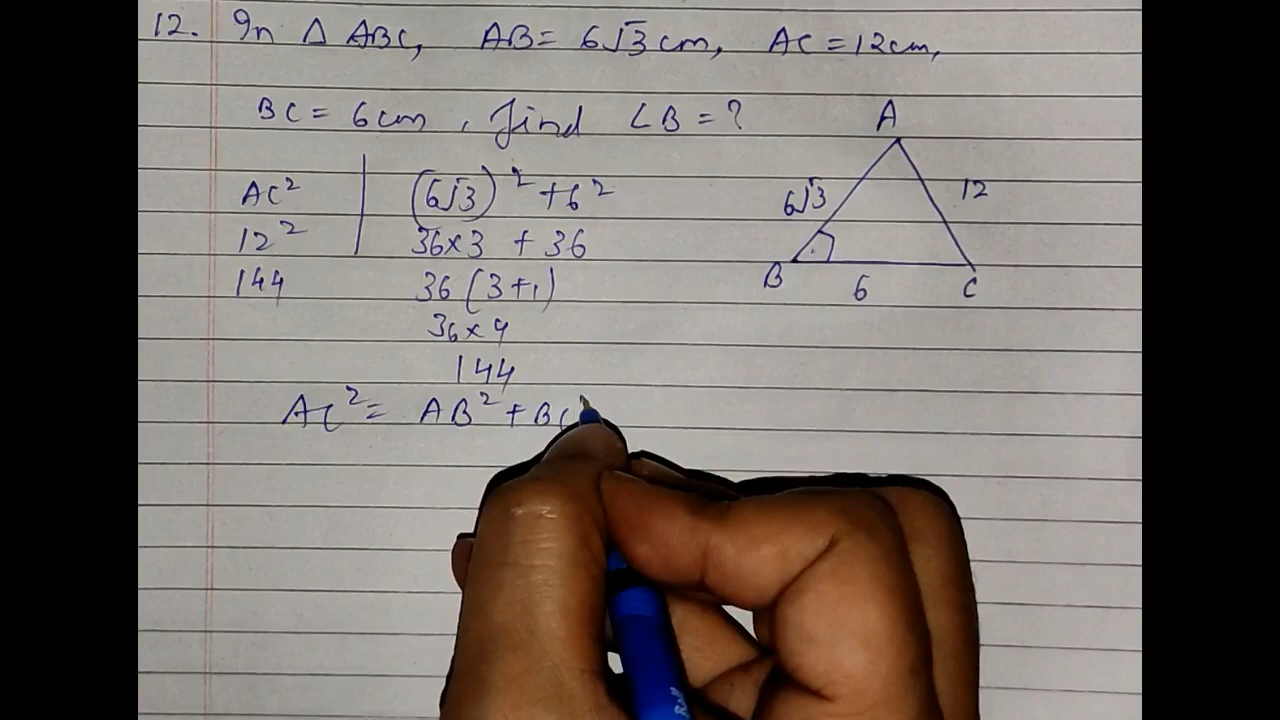 12. In Δ ABC, AB = 6√3 cm, AC = 12cm,
BC = 6cm, find ∠B = ?
A
AC² | (6√3)² + 6²
6√3 12
12² | 36×3 + 36
144 36(3+1)
B 6 C
36×4
144
AC² = AB² + BC